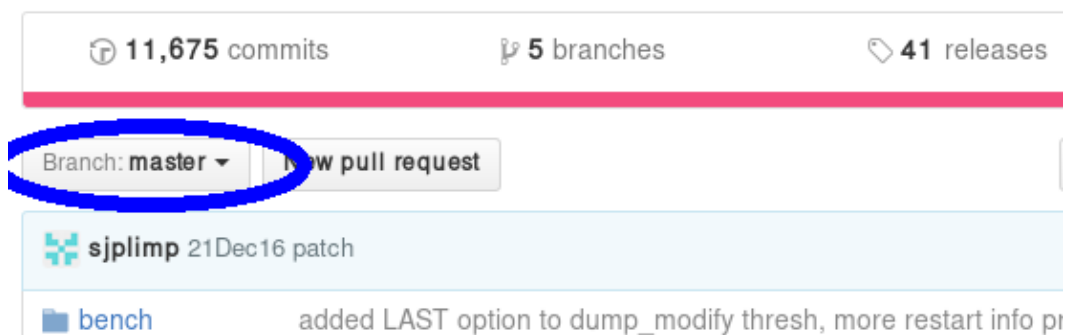 11,675 commits 5 branches 41 releases
Branch: master New pull request
sjplimp 21Dec16 patch
bench added LAST option to dump_modify thresh, more restart info